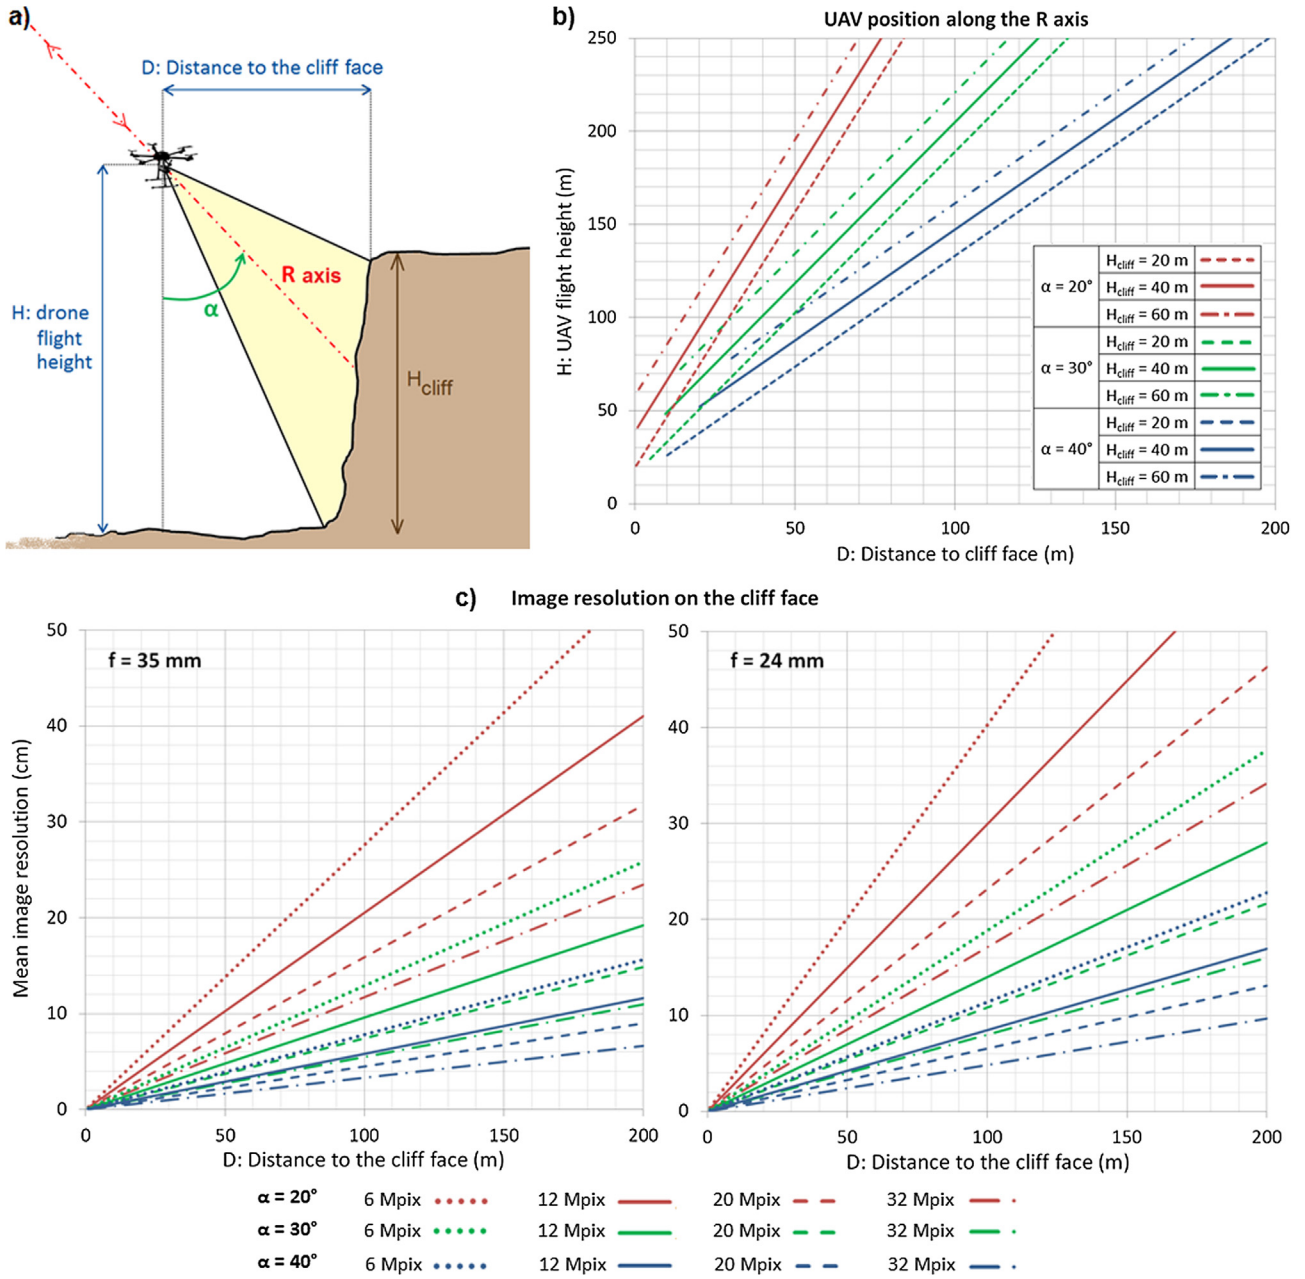 a)
D: Distance to the cliff face
R axis
α
H: drone
flight
height
Hcliff
b)
UAV position along the R axis
H: UAV flight height (m)
250
200
150
100
50
0
0
50
100
150
200
D: Distance to cliff face (m)
α = 20°
Hcliff = 20 m
Hcliff = 40 m
Hcliff = 60 m
α = 30°
Hcliff = 20 m
Hcliff = 40 m
Hcliff = 60 m
α = 40°
Hcliff = 20 m
Hcliff = 40 m
Hcliff = 60 m
c) Image resolution on the cliff face
Mean image resolution (cm)
f = 35 mm
50
40
30
20
10
0
0
50
100
150
200
D: Distance to the cliff face (m)
f = 24 mm
50
40
30
20
10
0
0
50
100
150
200
D: Distance to the cliff face (m)
α = 20° 6 Mpix 12 Mpix 20 Mpix 32 Mpix
α = 30° 6 Mpix 12 Mpix 20 Mpix 32 Mpix
α = 40° 6 Mpix 12 Mpix 20 Mpix 32 Mpix